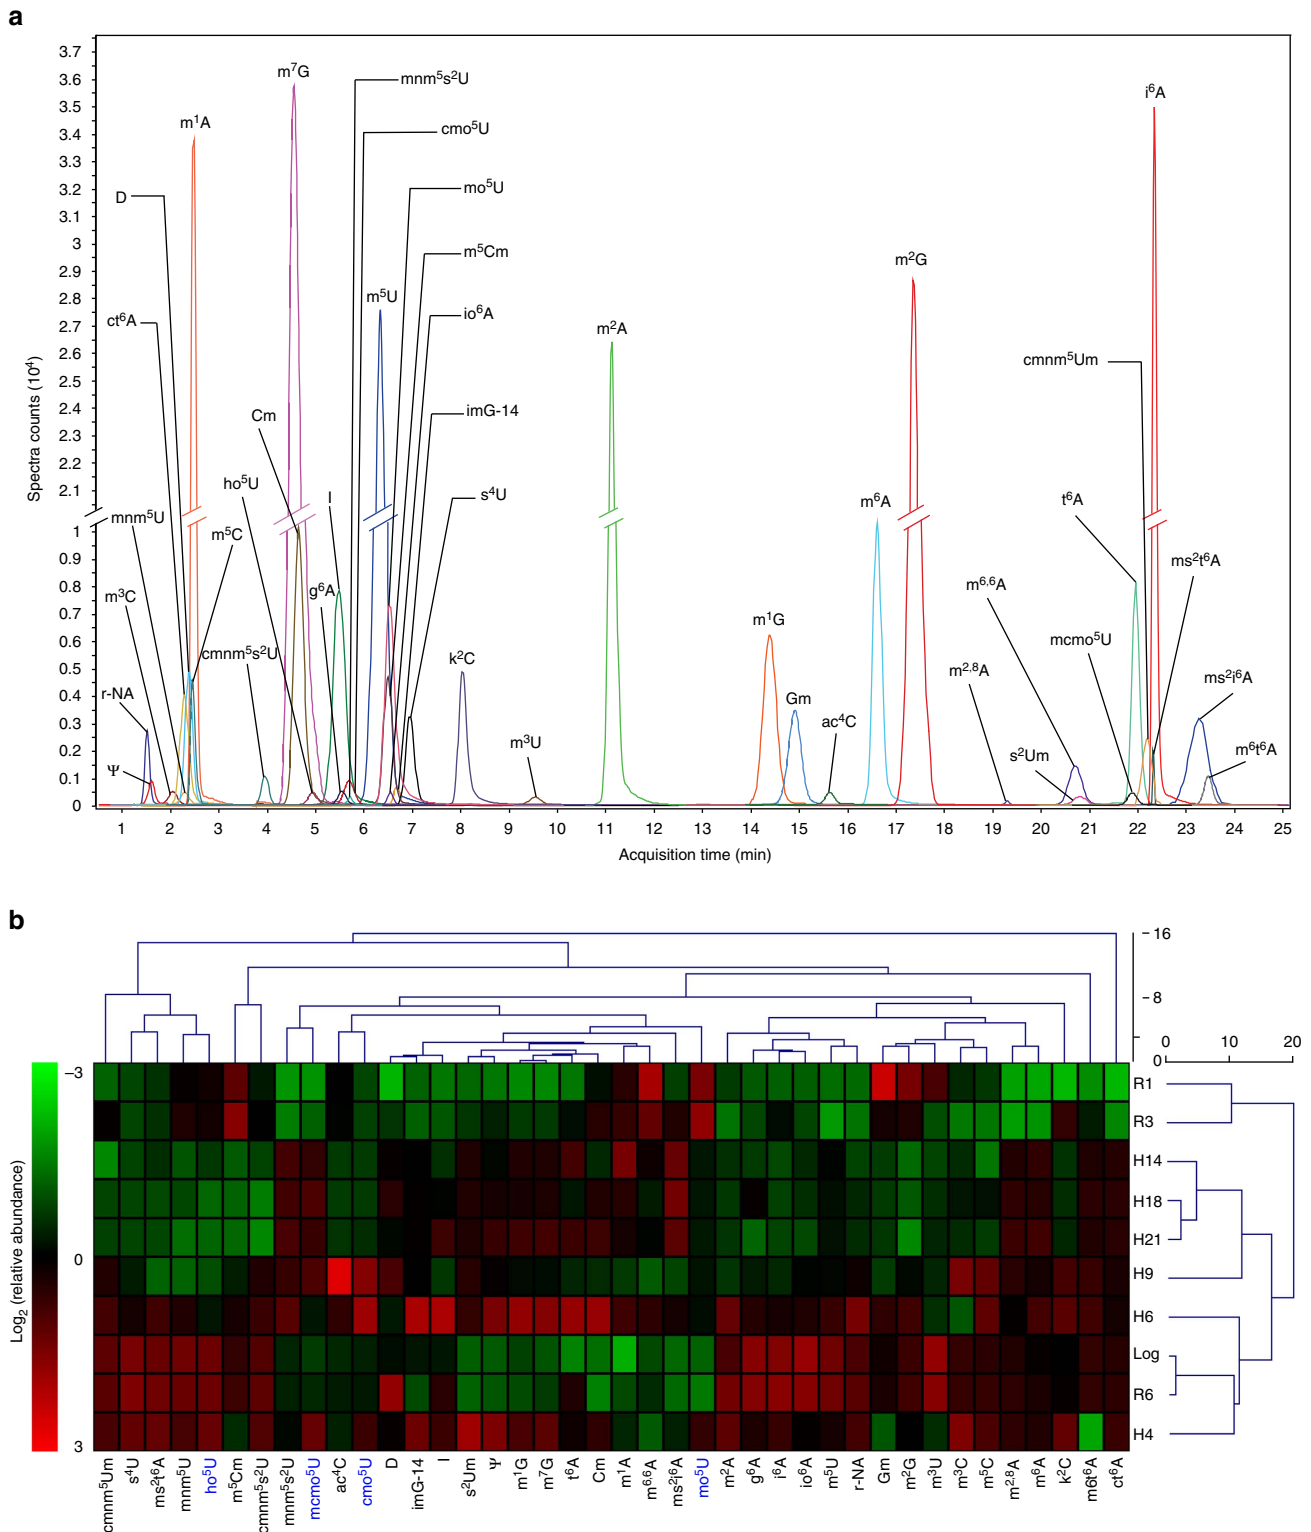 a
Spectra counts (10⁴)
3.7
3.6
3.5
3.4
3.3
3.2
3.1
3
2.9
2.8
2.7
2.6
2.5
2.4
2.3
2.2
2.1
1
0.9
0.8
0.7
0.6
0.5
0.4
0.3
0.2
0.1
0
m⁷G
mnm⁵s²U
i⁶A
m¹A
cmo⁵U
D
mo⁵U
m⁵Cm
m²G
m⁵U
io⁶A
ct⁶A
m²A
cmnm⁵Um
Cm
imG-14
ho⁵U
I
s⁴U
m⁶A
t⁶A
mnm⁵U
m⁵C
ms²t⁶A
m³C
g⁶A
m⁶,⁶A
m¹G
mcmo⁵U
cmnm⁵s²U
k²C
m²,⁸A
ms²i⁶A
r-NA
Gm
ac⁴C
m³U
s²Um
m⁶t⁶A
Ψ
1 2 3 4 5 6 7 8 9 10 11 12 13 14 15 16 17 18 19 20 21 22 23 24 25
Acquisition time (min)
b
16
8
0
0 10 20
−3
0
3
Log₂ (relative abundance)
R1
R3
H14
H18
H21
H9
H6
Log
R6
H4
cmnm⁵Um
s⁴U
ms²t⁶A
mnm⁵U
ho⁵U
m⁵Cm
cmnm⁵s²U
mnm⁵s²U
mcmo⁵U
ac⁴C
cmo⁵U
D
imG-14
I
s²Um
Ψ
m¹G
m⁷G
t⁶A
Cm
m¹A
m⁶,⁶A
ms²i⁶A
mo⁵U
m²A
g⁶A
i⁶A
io⁶A
m⁵U
r-NA
Gm
m²G
m³U
m³C
m⁵C
m²,⁸A
m⁶A
k²C
m6t⁶A
ct⁶A